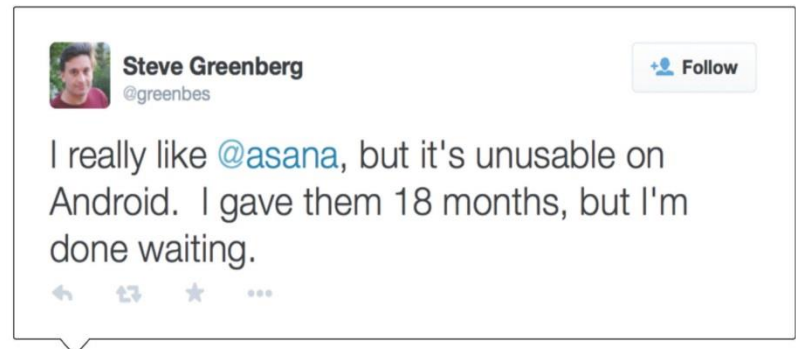 Steve Greenberg
@greenbes
Follow
I really like @asana, but it's unusable on
Android.  I gave them 18 months, but I'm
done waiting.